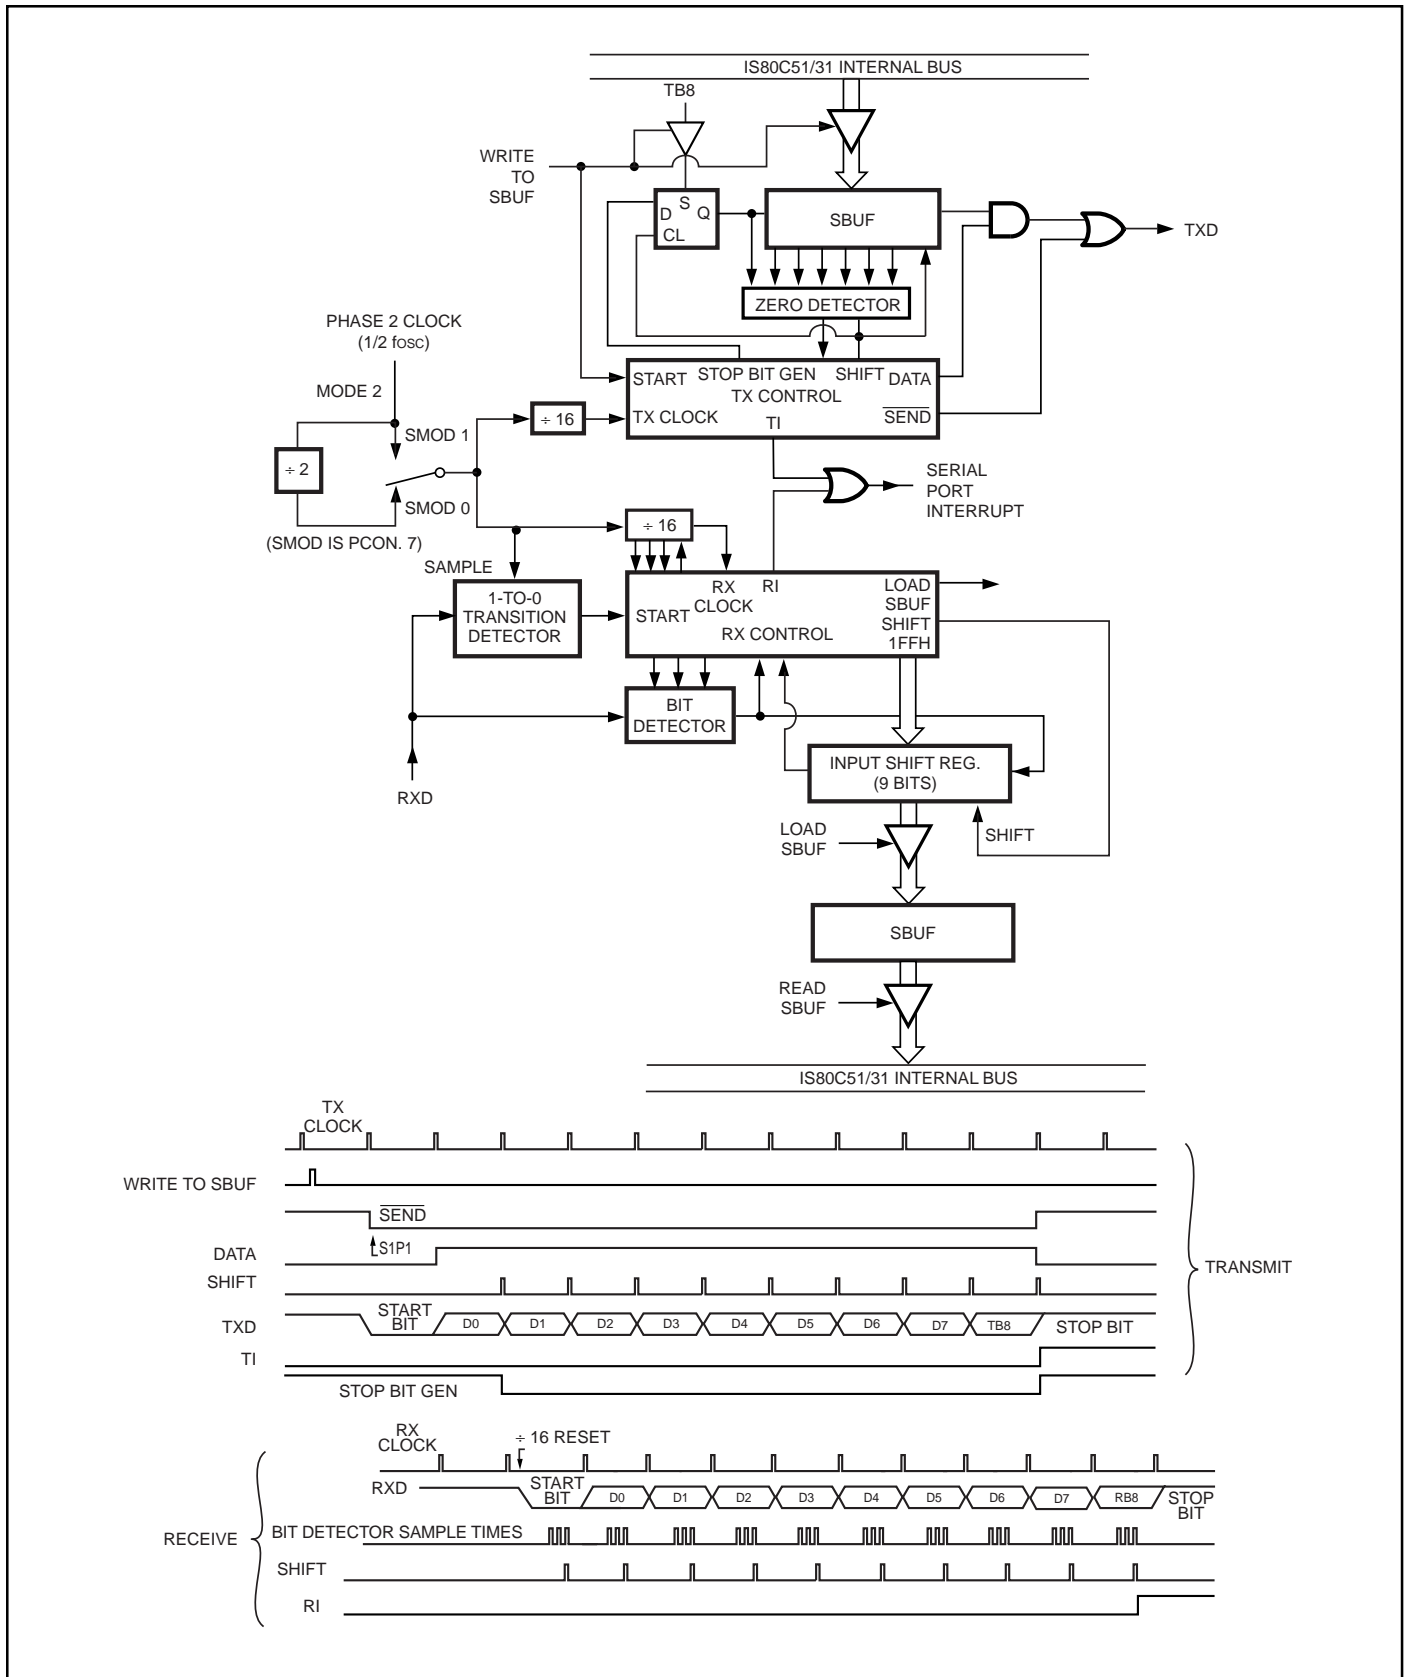 IS80C51/31 INTERNAL BUS
TB8
WRITE
TO
SBUF
S
D
Q
CL
SBUF
TXD
ZERO DETECTOR
PHASE 2 CLOCK
(1/2 fOSC)
MODE 2
SMOD 1
÷ 2
SMOD 0
(SMOD IS PCON. 7)
÷ 16
START
STOP BIT GEN
SHIFT
DATA
TX CONTROL
TX CLOCK
TI
SEND
SERIAL
PORT
INTERRUPT
÷ 16
SAMPLE
1-TO-0
TRANSITION
DETECTOR
RX
CLOCK
RI
START
RX CONTROL
LOAD
SBUF
SHIFT
1FFH
BIT
DETECTOR
RXD
INPUT SHIFT REG.
(9 BITS)
LOAD
SBUF
SHIFT
SBUF
READ
SBUF
IS80C51/31 INTERNAL BUS
TX
CLOCK
WRITE TO SBUF
SEND
S1P1
DATA
SHIFT
TXD
START
BIT
D0 D1 D2 D3 D4 D5 D6 D7 TB8
STOP BIT
TI
STOP BIT GEN
TRANSMIT
RX
CLOCK
÷ 16 RESET
RXD
START
BIT
D0 D1 D2 D3 D4 D5 D6 D7 RB8
STOP
BIT
RECEIVE
BIT DETECTOR SAMPLE TIMES
SHIFT
RI